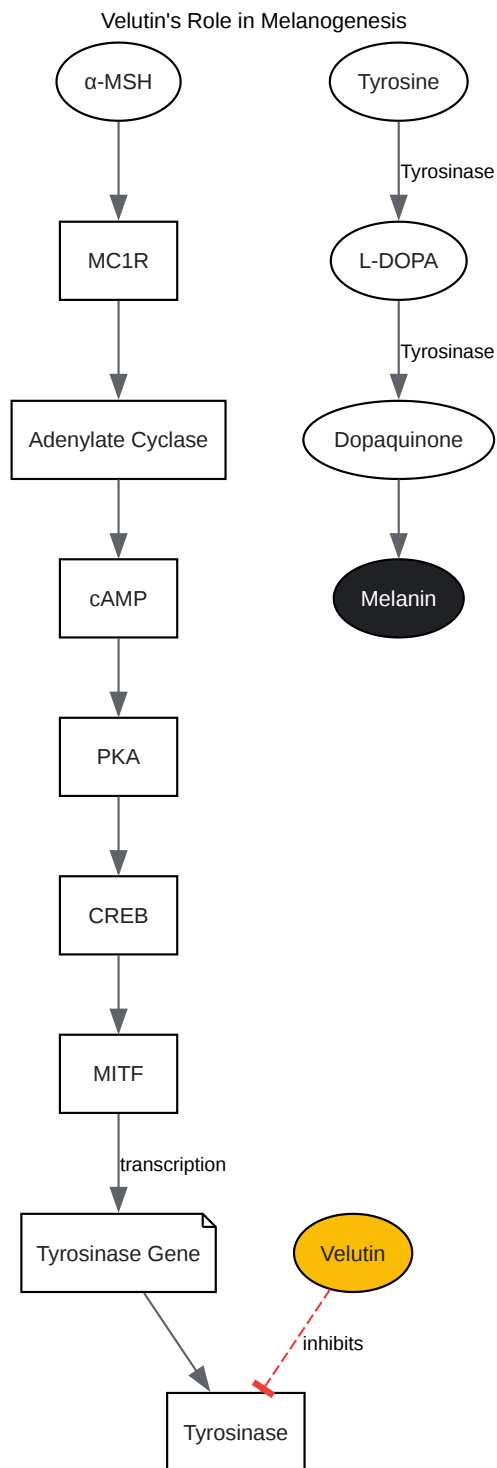 Velutin's Role in Melanogenesis
α-MSH
Tyrosine
Tyrosinase
MC1R
L-DOPA
Tyrosinase
Adenylate Cyclase
Dopaquinone
cAMP
Melanin
PKA
CREB
MITF
transcription
Tyrosinase Gene
Velutin
inhibits
Tyrosinase